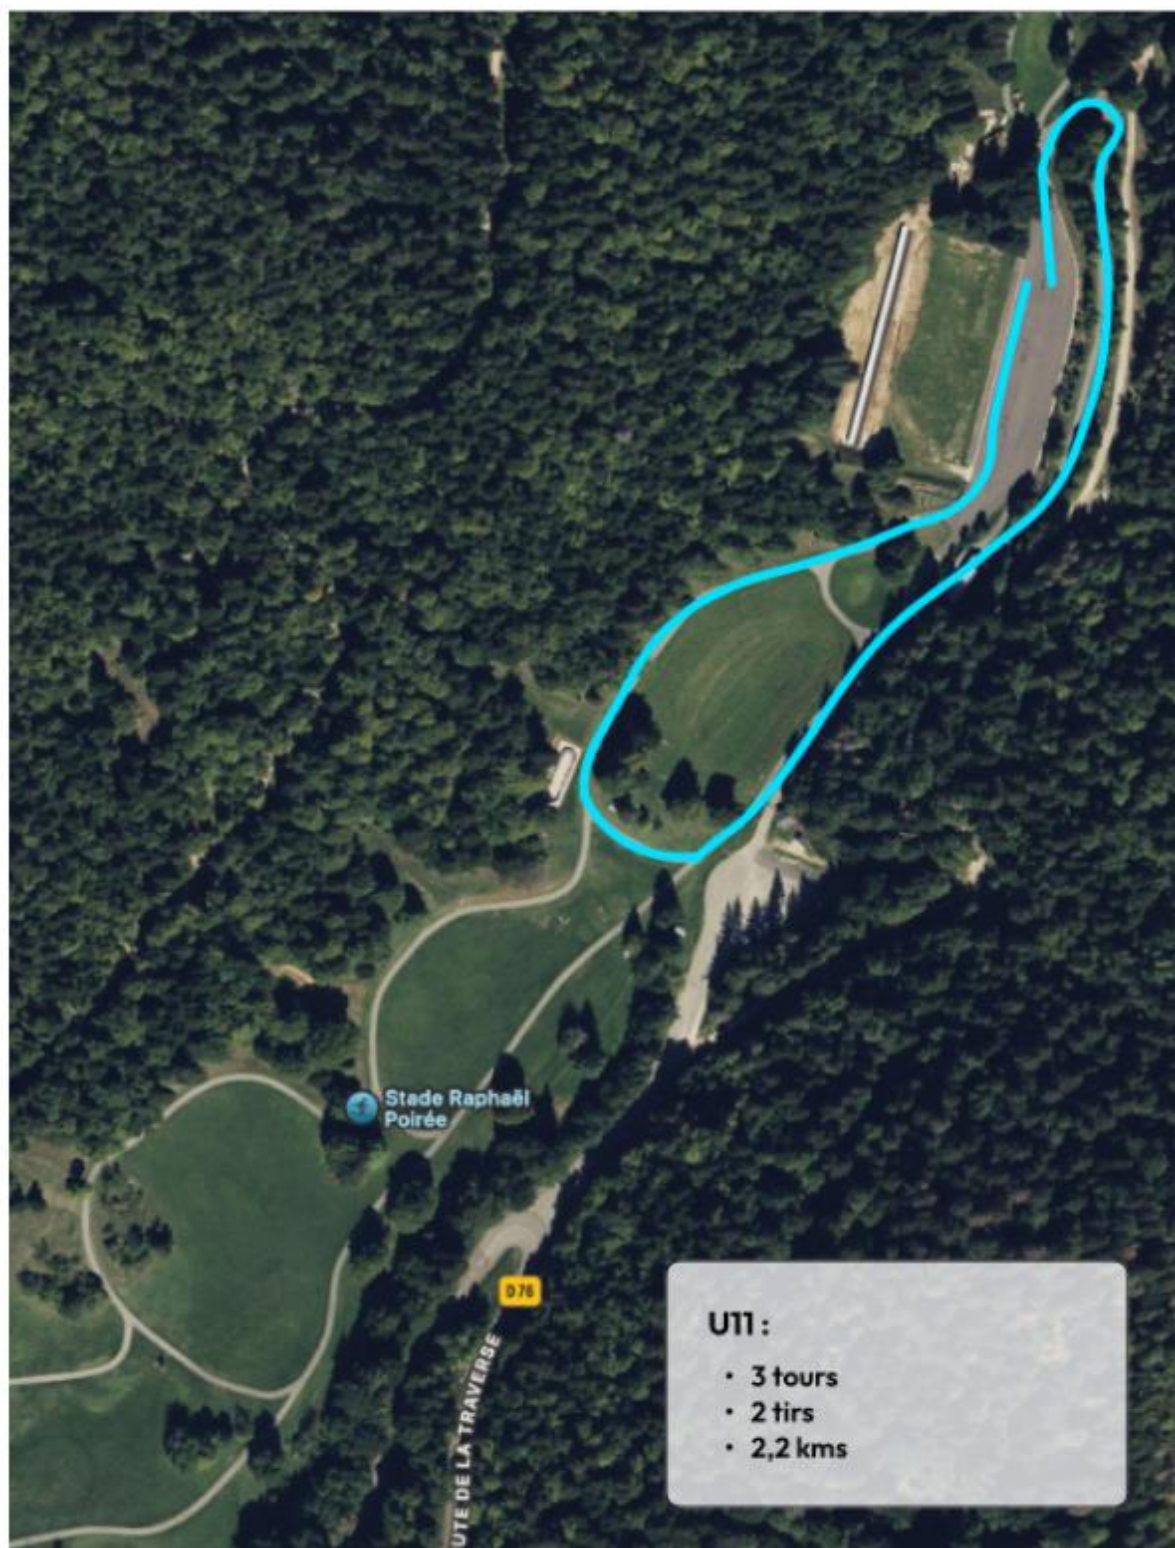 Stade Raphaël
Poirée
D76
UTE DE LA TRAVERSE
U11 :
• 3 tours
• 2 tirs
• 2,2 kms